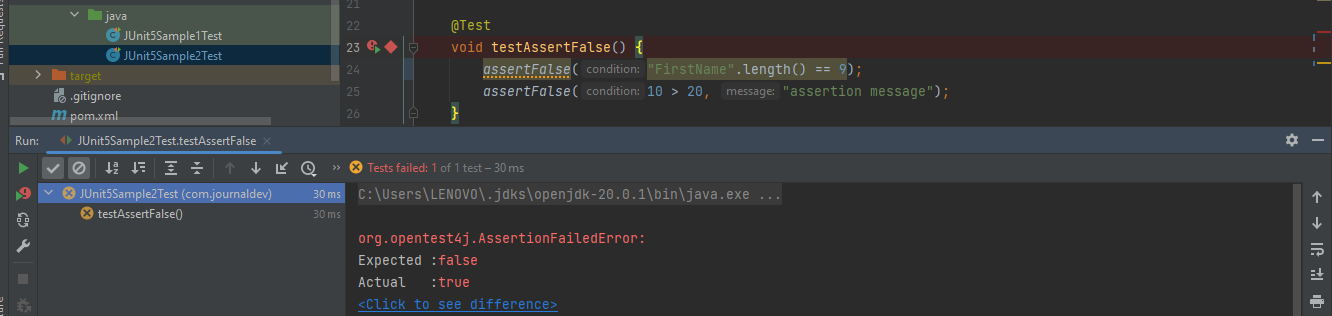 java
JUnit5Sample1Test
JUnit5Sample2Test
target
.gitignore
pom.xml
21
22 @Test
23 void testAssertFalse() {
24 assertFalse( condition: "FirstName".length() == 9);
25 assertFalse( condition: 10 > 20, message: "assertion message");
26 }
Run: JUnit5Sample2Test.testAssertFalse ×
Tests failed: 1 of 1 test – 30 ms
JUnit5Sample2Test (com.journaldev) 30 ms
testAssertFalse() 30 ms
C:\Users\LENOVO\.jdks\openjdk-20.0.1\bin\java.exe ...
org.opentest4j.AssertionFailedError:
Expected :false
Actual   :true
<Click to see difference>